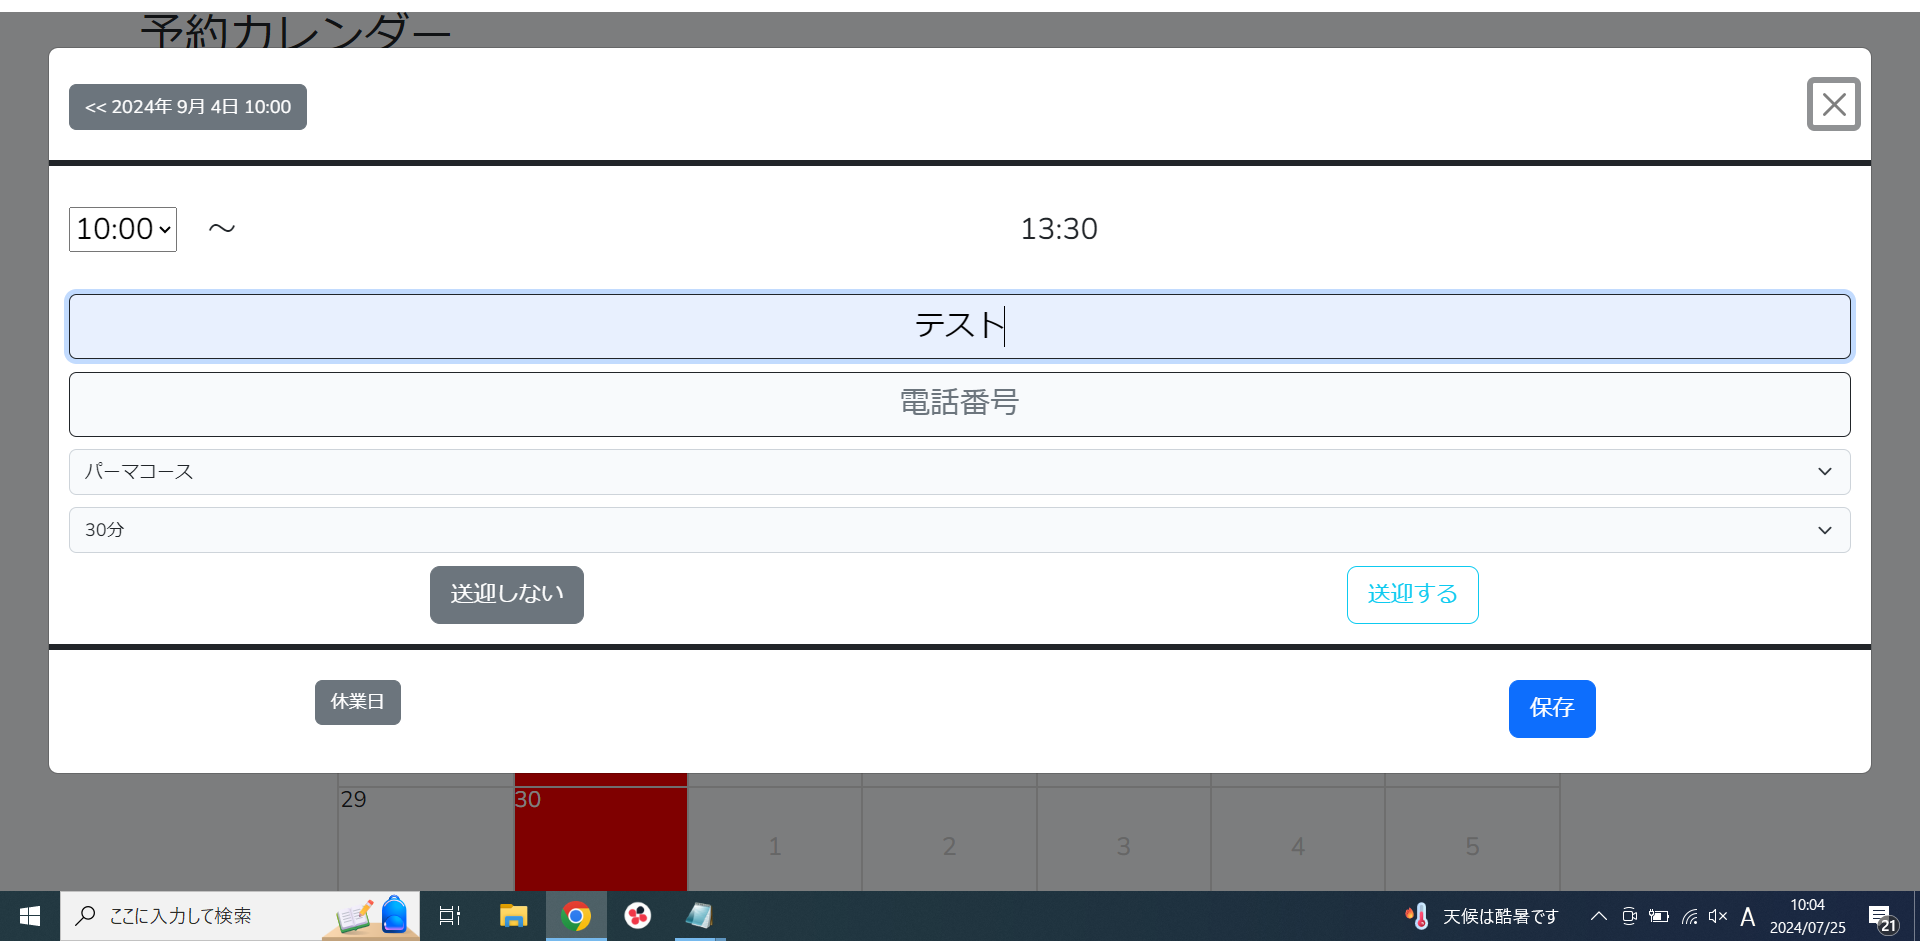 予約カレンダー
<< 2024年 9月 4日 10:00
10:00 ～ 13:30
テスト
電話番号
パーマコース
30分
送迎しない 送迎する
休業日 保存
29 30
1 2 3 4 5
ここに入力して検索
天候は酷暑です
A
10:04
2024/07/25
21